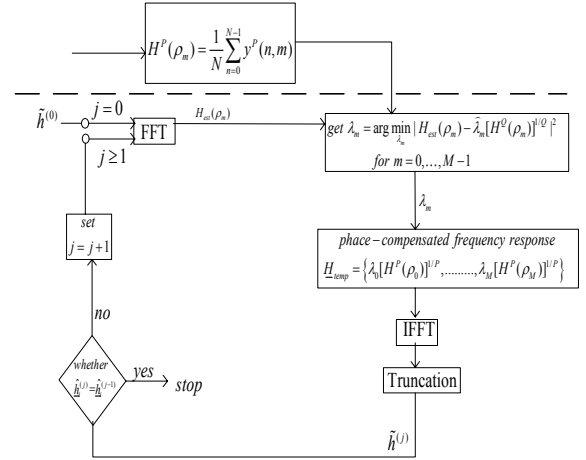 H^P(ρ_m) = 1/N ∑_{n=0}^{N−1} y^P(n,m)
h̃^(0)
j=0
j≥1
FFT
H_est(ρ_m)
get λ_m = arg min_{λ_m} | H_est(ρ_m) − λ̂_m[H^Q(ρ_m)]^{1/Q} |^2
for m=0,...,M−1
λ_m
phace−compensated frequency response
H_temp = {λ_0[H^P(ρ_0)]^{1/P},.........,λ_M[H^P(ρ_M)]^{1/P}}
IFFT
Truncation
h̃^(j)
set
j=j+1
no
whether
ĥ^(j)=ĥ^(j−1)
yes
stop